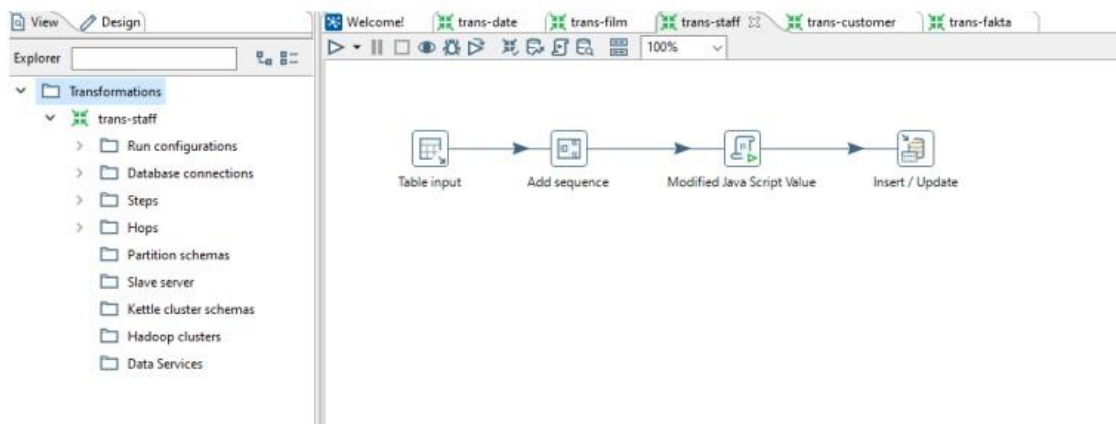 View Design
Welcome! trans-date trans-film trans-staff trans-customer trans-fakta
100%
Explorer
Transformations
trans-staff
Run configurations
Database connections
Steps
Hops
Partition schemas
Slave server
Kettle cluster schemas
Hadoop clusters
Data Services
Table input Add sequence Modified Java Script Value Insert / Update